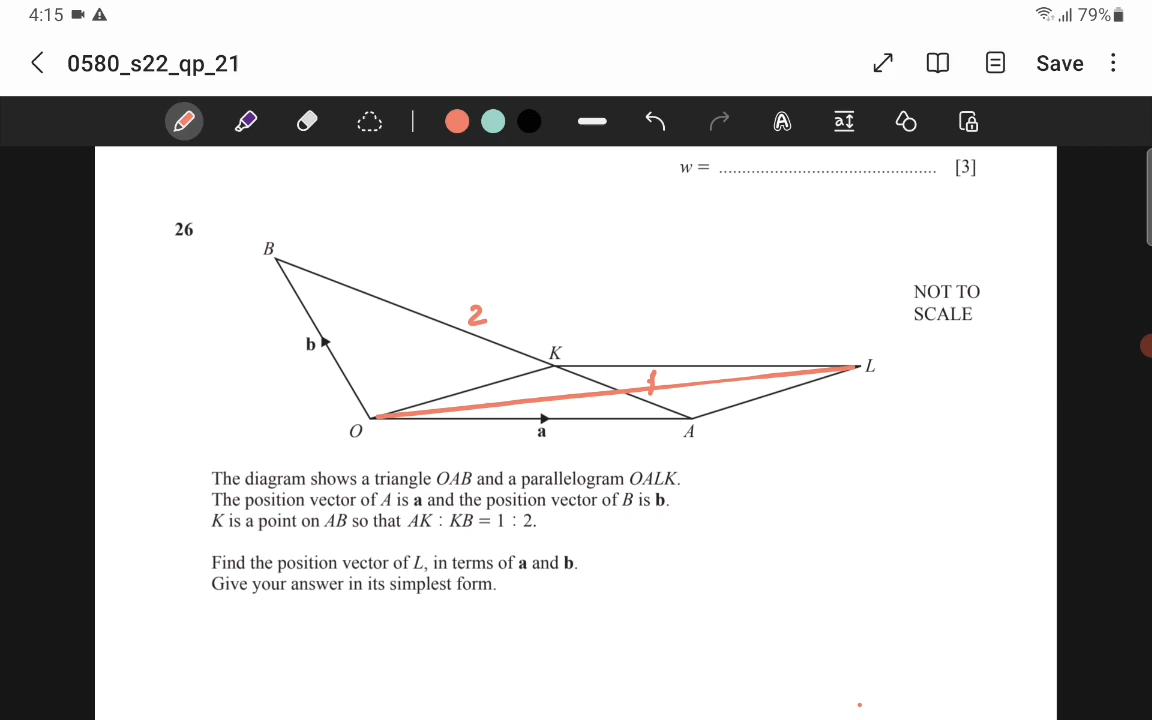 4:15 79%
0580_s22_qp_21 Save
w = ............................................... [3]
26
B
2
NOT TO
SCALE
b
K
1
L
O
a
A
The diagram shows a triangle OAB and a parallelogram OALK.
The position vector of A is a and the position vector of B is b.
K is a point on AB so that AK : KB = 1 : 2.
Find the position vector of L, in terms of a and b.
Give your answer in its simplest form.